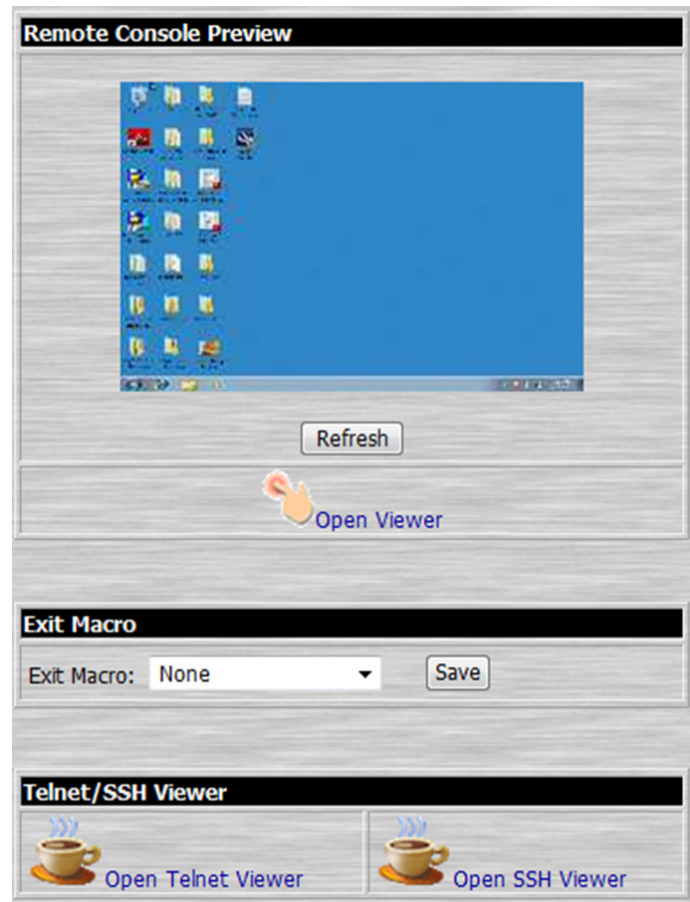 Remote Console Preview
Refresh
Open Viewer
Exit Macro
Exit Macro: None Save
Telnet/SSH Viewer
Open Telnet Viewer Open SSH Viewer